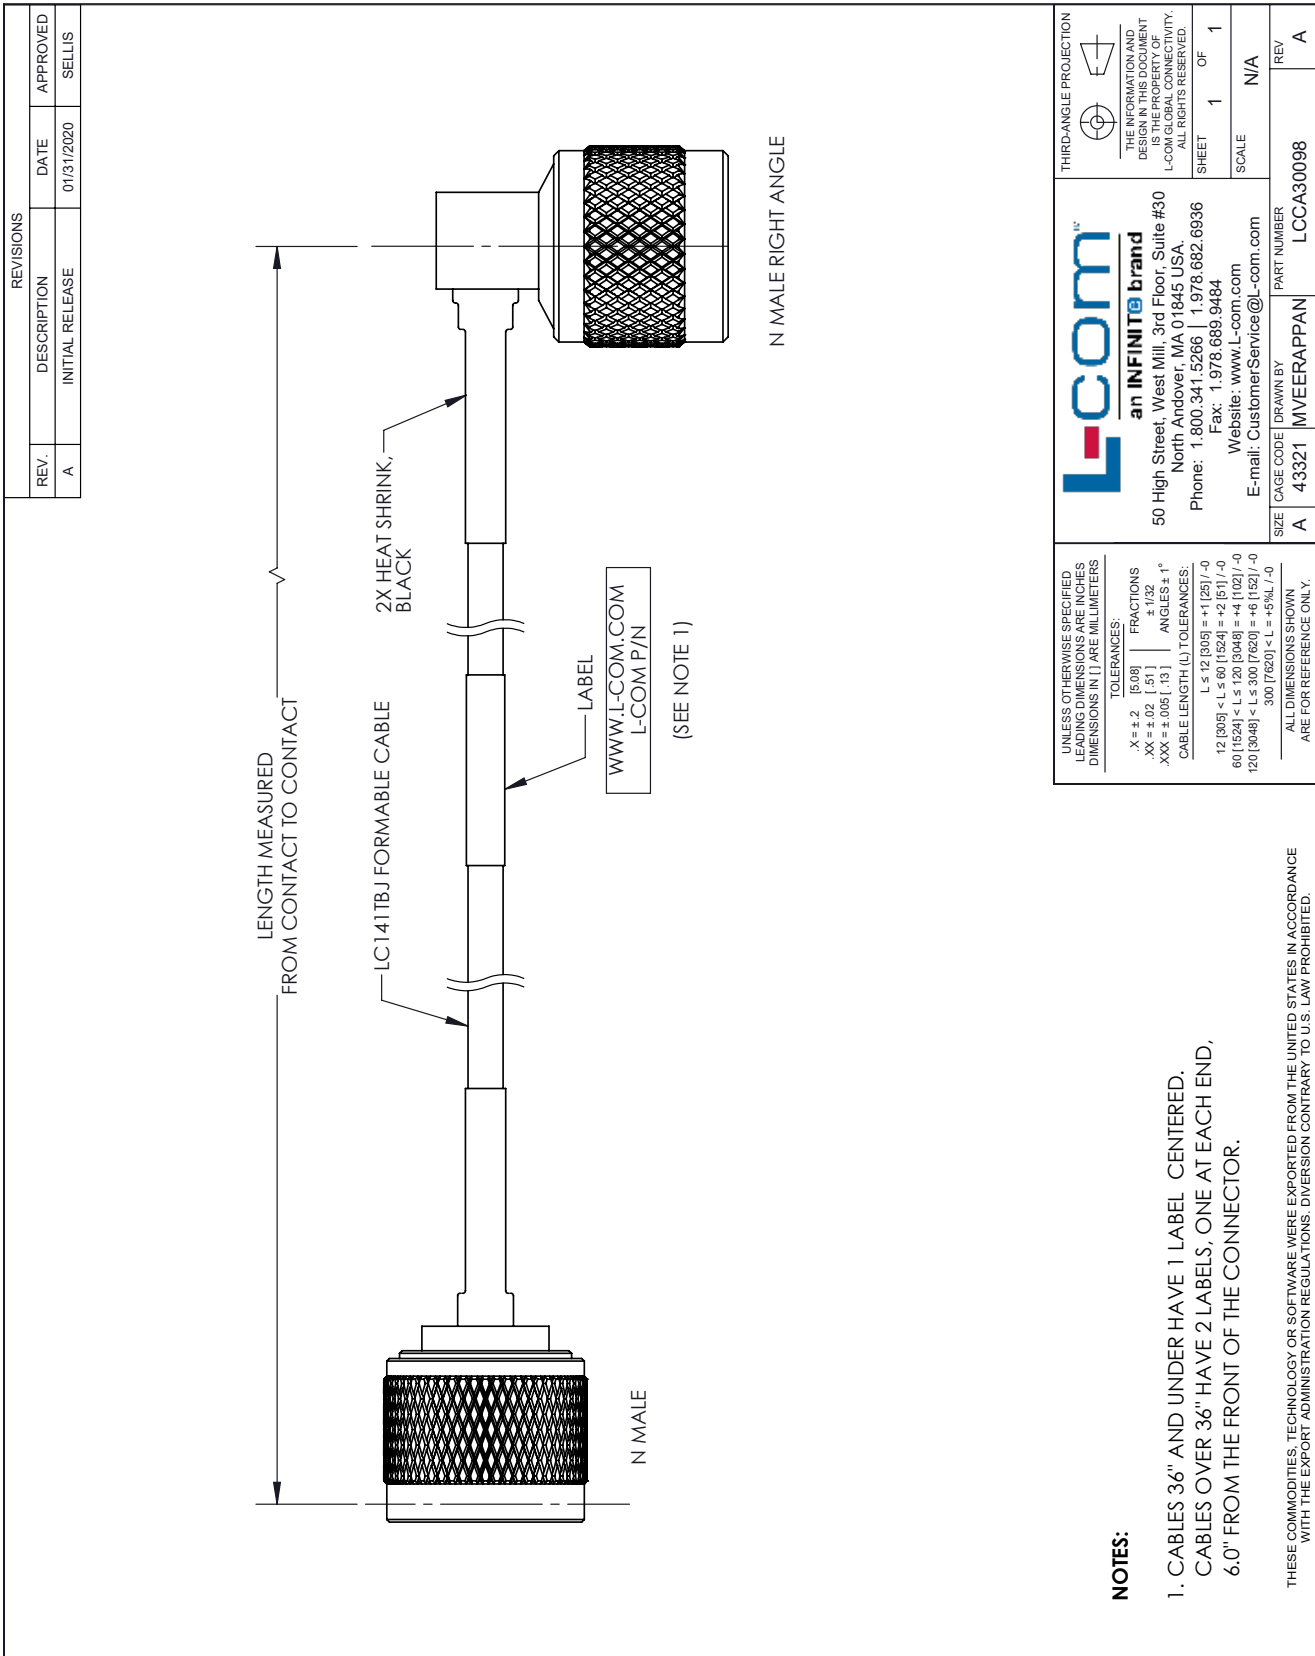 REVISIONS
REV. DESCRIPTION DATE APPROVED
A INITIAL RELEASE 01/31/2020 SELLIS
LENGTH MEASURED
FROM CONTACT TO CONTACT
LC141TBJ FORMABLE CABLE
2X HEAT SHRINK,
BLACK
LABEL
WWW.L-COM.COM
L-COM P/N
(SEE NOTE 1)
N MALE
N MALE RIGHT ANGLE
NOTES:
1. CABLES 36" AND UNDER HAVE 1 LABEL CENTERED.
CABLES OVER 36" HAVE 2 LABELS, ONE AT EACH END,
6.0" FROM THE FRONT OF THE CONNECTOR.
THESE COMMODITIES, TECHNOLOGY OR SOFTWARE WERE EXPORTED FROM THE UNITED STATES IN ACCORDANCE
WITH THE EXPORT ADMINISTRATION REGULATIONS. DIVERSION CONTRARY TO U.S. LAW PROHIBITED.
UNLESS OTHERWISE SPECIFIED
LEADING DIMENSIONS ARE INCHES
DIMENSIONS IN [ ] ARE MILLIMETERS
TOLERANCES:
.X = ± .2 [5.08] FRACTIONS
.XX = ± .02 [ .51 ] ± 1/32
.XXX = ± .005 [ .13 ] ANGLES ± 1°
CABLE LENGTH (L) TOLERANCES:
L ≤ 12 [305] = +1 [25] / -0
12 [305] < L ≤ 60 [1524] = +2 [51] / -0
60 [1524] < L ≤ 120 [3048] = +4 [102] / -0
120 [3048] < L ≤ 300 [7620] = +6 [152] / -0
300 [7620] < L = +5%L / -0
ALL DIMENSIONS SHOWN
ARE FOR REFERENCE ONLY.
L-com
an INFINIT@ brand
50 High Street, West Mill, 3rd Floor, Suite #30
North Andover, MA 01845 USA.
Phone: 1.800.341.5266 | 1.978.682.6936
Fax: 1.978.689.9484
Website: www.L-com.com
E-mail: CustomerService@L-com.com
THIRD-ANGLE PROJECTION
THE INFORMATION AND
DESIGN IN THIS DOCUMENT
IS THE PROPERTY OF
L-COM GLOBAL CONNECTIVITY.
ALL RIGHTS RESERVED.
SHEET 1 OF 1
SCALE N/A
SIZE A
CAGE CODE 43321
DRAWN BY MVEERAPPAN
PART NUMBER LCCA30098
REV A